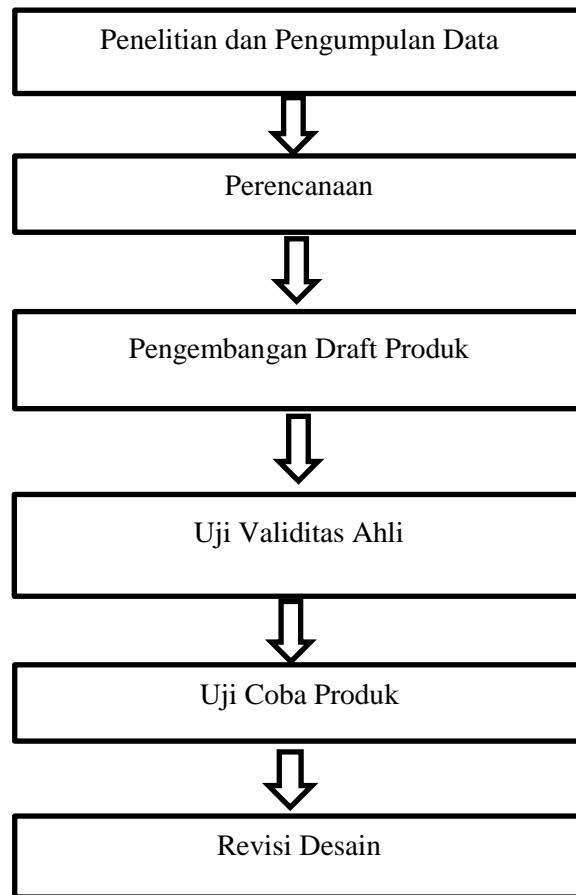 Penelitian dan Pengumpulan Data
Perencanaan
Pengembangan Draft Produk
Uji Validitas Ahli
Uji Coba Produk
Revisi Desain